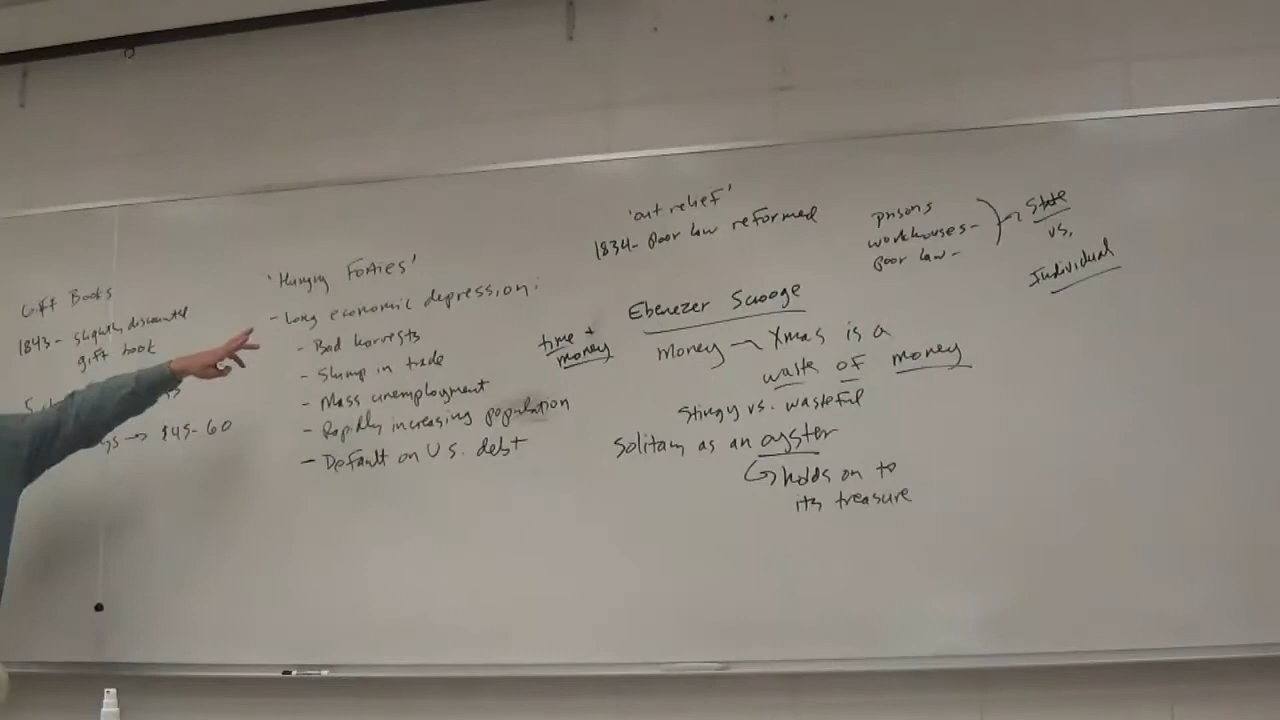 Gift Books
1843- slightly discounted
gift book
→ $45-60
'Hungry Forties'
- Long economic depression:
- Bad harvests
- Slump in trade
- Mass unemployment
- Rapidly increasing population
- Default on U.S. debt
'out relief'
1834- Poor law reformed
time +
money
Ebenezer Scrooge
money - Xmas is a
waste of money
Stingy vs. wasteful
Solitary as an oyster
↳ holds on to
its treasure
prisons
workhouses-
poor law-
State
vs.
Individual